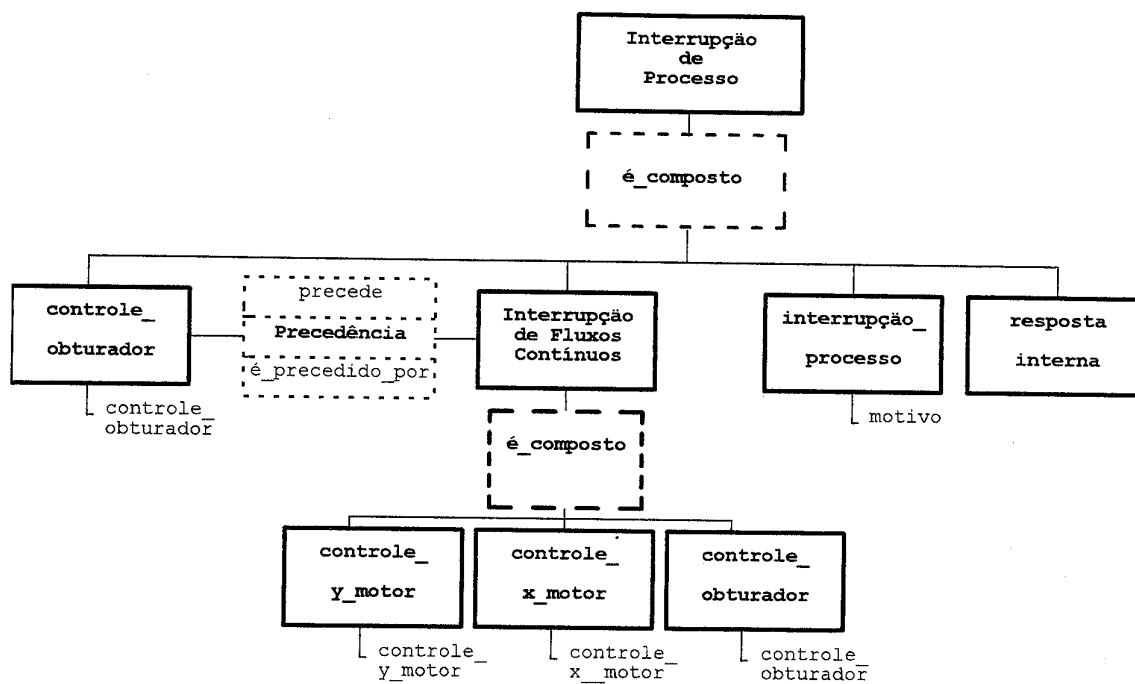 Interrupção
de
Processo
é_composto
controle_
obturador
precede
Precedência
é_precedido_por
Interrupção
de Fluxos
Contínuos
interrupção_
processo
resposta
interna
controle_
obturador
motivo
é_composto
controle_
y_motor
controle_
x_motor
controle_
obturador
controle_
y_motor
controle_
x__motor
controle_
obturador